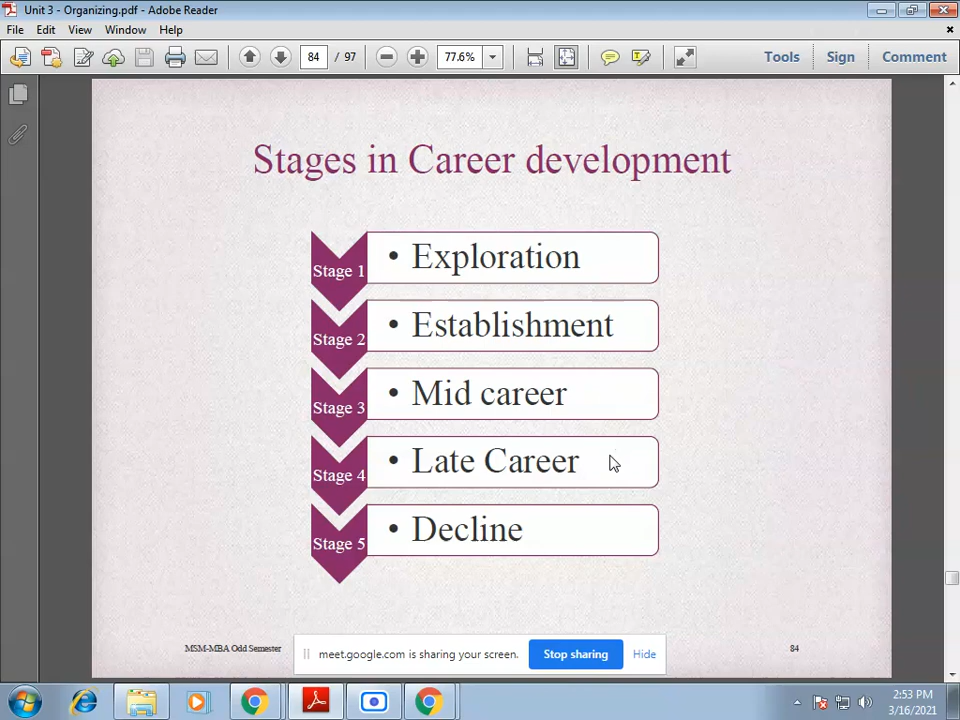 Unit 3 - Organizing.pdf - Adobe Reader
File Edit View Window Help
84 / 97 77.6% Tools Sign Comment
Stages in Career development
Stage 1 • Exploration
Stage 2 • Establishment
Stage 3 • Mid career
Stage 4 • Late Career
Stage 5 • Decline
MSM-MBA Odd Semester 84
meet.google.com is sharing your screen. Stop sharing Hide
2:53 PM
3/16/2021